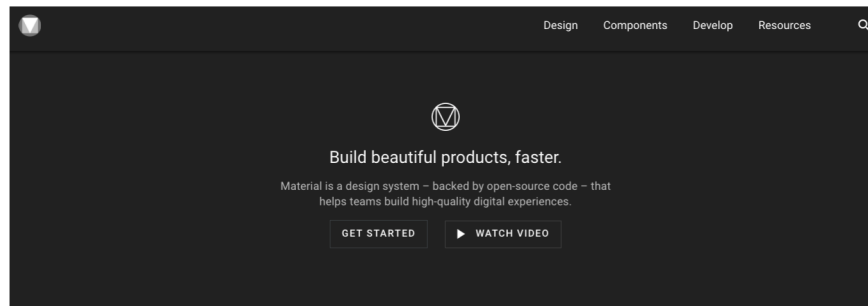 Design Components Develop Resources
Build beautiful products, faster.
Material is a design system – backed by open-source code – that
helps teams build high-quality digital experiences.
GET STARTED WATCH VIDEO